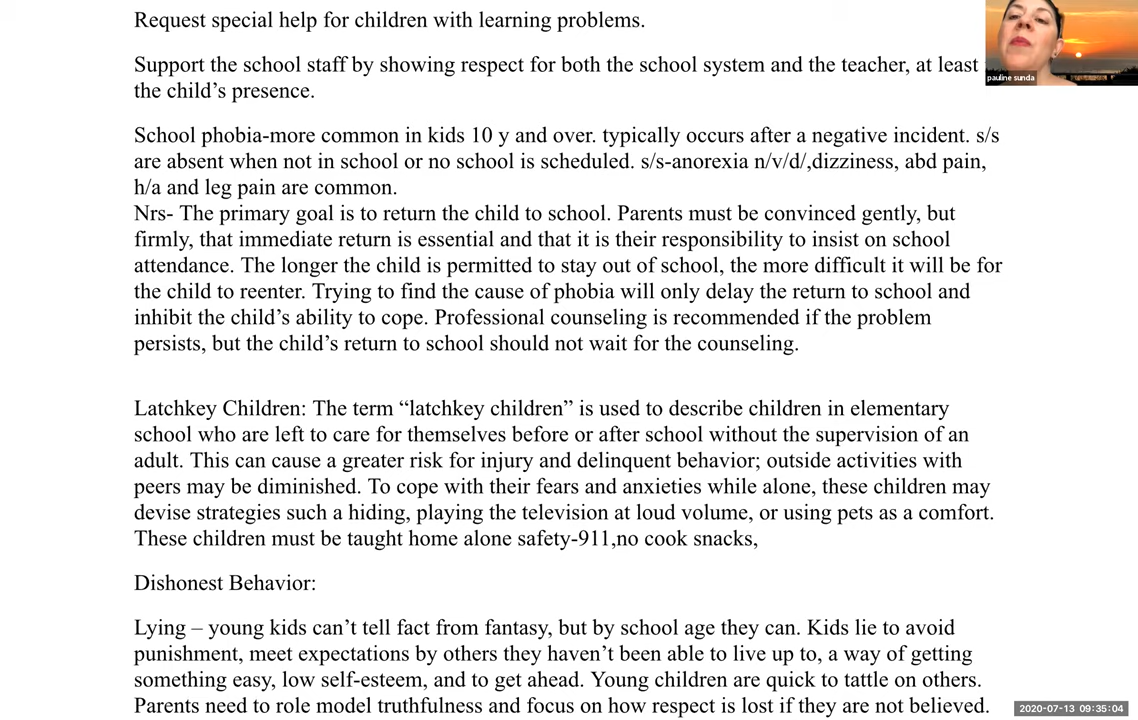 Request special help for children with learning problems.
Support the school staff by showing respect for both the school system and the teacher, at least
the child’s presence.
School phobia-more common in kids 10 y and over. typically occurs after a negative incident. s/s
are absent when not in school or no school is scheduled. s/s-anorexia n/v/d/,dizziness, abd pain,
h/a and leg pain are common.
Nrs- The primary goal is to return the child to school. Parents must be convinced gently, but
firmly, that immediate return is essential and that it is their responsibility to insist on school
attendance. The longer the child is permitted to stay out of school, the more difficult it will be for
the child to reenter. Trying to find the cause of phobia will only delay the return to school and
inhibit the child’s ability to cope. Professional counseling is recommended if the problem
persists, but the child’s return to school should not wait for the counseling.
Latchkey Children: The term “latchkey children” is used to describe children in elementary
school who are left to care for themselves before or after school without the supervision of an
adult. This can cause a greater risk for injury and delinquent behavior; outside activities with
peers may be diminished. To cope with their fears and anxieties while alone, these children may
devise strategies such a hiding, playing the television at loud volume, or using pets as a comfort.
These children must be taught home alone safety-911,no cook snacks,
Dishonest Behavior:
Lying – young kids can’t tell fact from fantasy, but by school age they can. Kids lie to avoid
punishment, meet expectations by others they haven’t been able to live up to, a way of getting
something easy, low self-esteem, and to get ahead. Young children are quick to tattle on others.
Parents need to role model truthfulness and focus on how respect is lost if they are not believed.
pauline sunda
2020-07-13 09:35:04